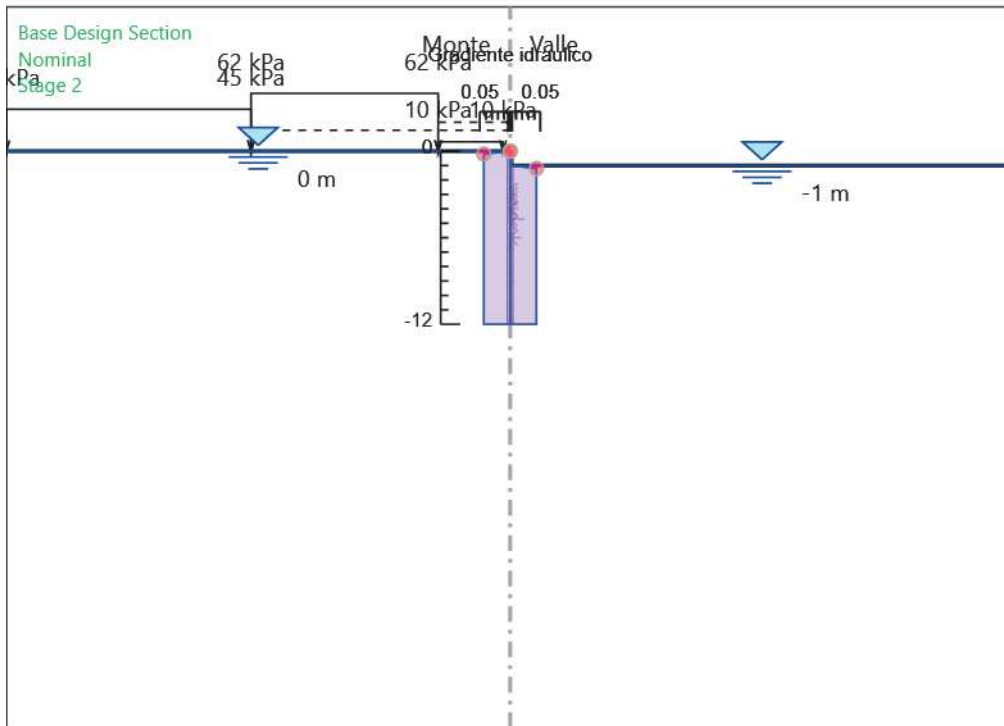 Base Design Section
Nominal
Stage 2
kPa
62 kPa
45 kPa
Monte
Valle
62 kPa
Gradiente idraulico
0.05
0.05
10 kPa
10 kPa
0
0 m
-1 m
-12